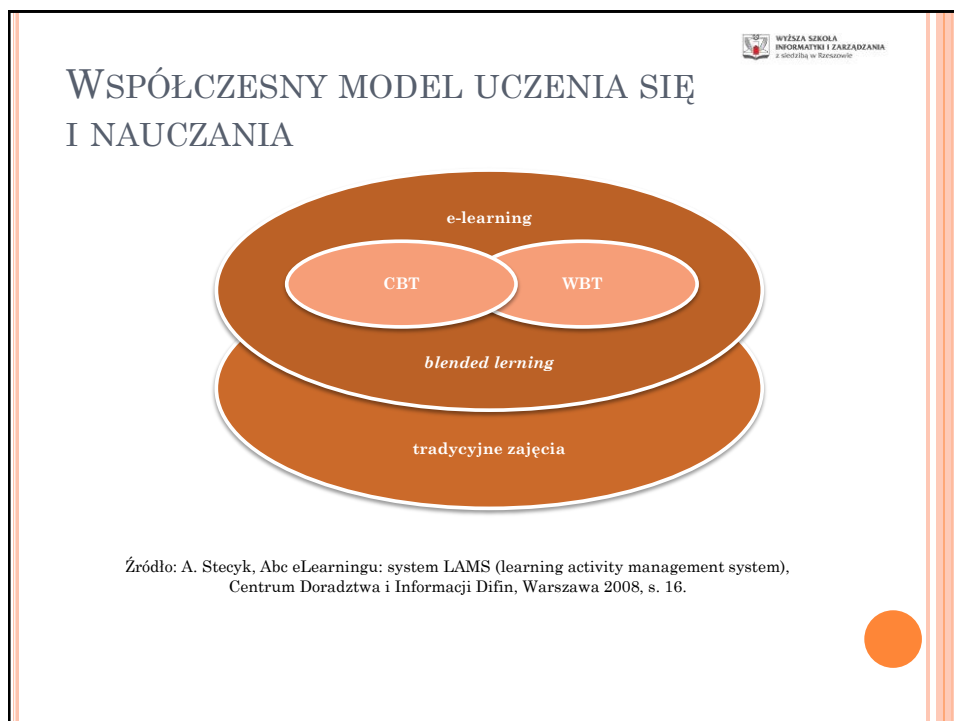 WYŻSZA SZKOŁA
INFORMATYKI I ZARZĄDZANIA
z siedzibą w Rzeszowie
WSPÓŁCZESNY MODEL UCZENIA SIĘ
I NAUCZANIA
e-learning
CBT
WBT
blended lerning
tradycyjne zajęcia
Źródło: A. Stecyk, Abc eLearningu: system LAMS (learning activity management system),
Centrum Doradztwa i Informacji Difin, Warszawa 2008, s. 16.